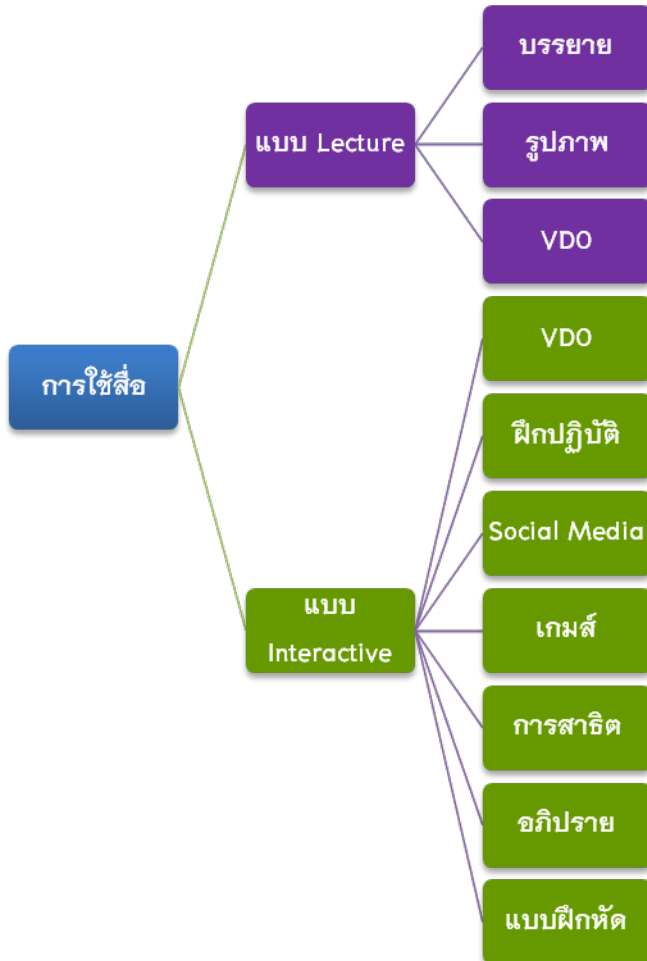 การใช้สื่อ
แบบ Lecture
บรรยาย
รูปภาพ
VDO
แบบ
Interactive
VDO
ฝึกปฏิบัติ
Social Media
เกมส์
การสาธิต
อภิปราย
แบบฝึกหัด